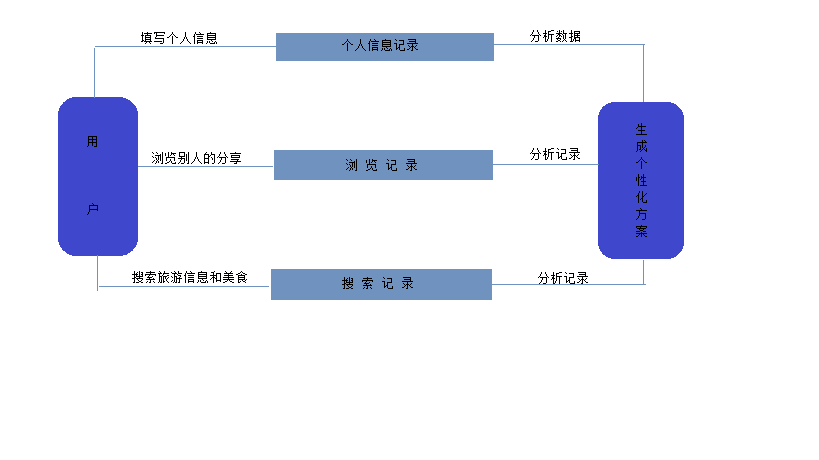 填写个人信息
个人信息记录
分析数据
用户
浏览别人的分享
浏 览 记 录
分析记录
生成个性化方案
搜索旅游信息和美食
搜 索 记 录
分析记录